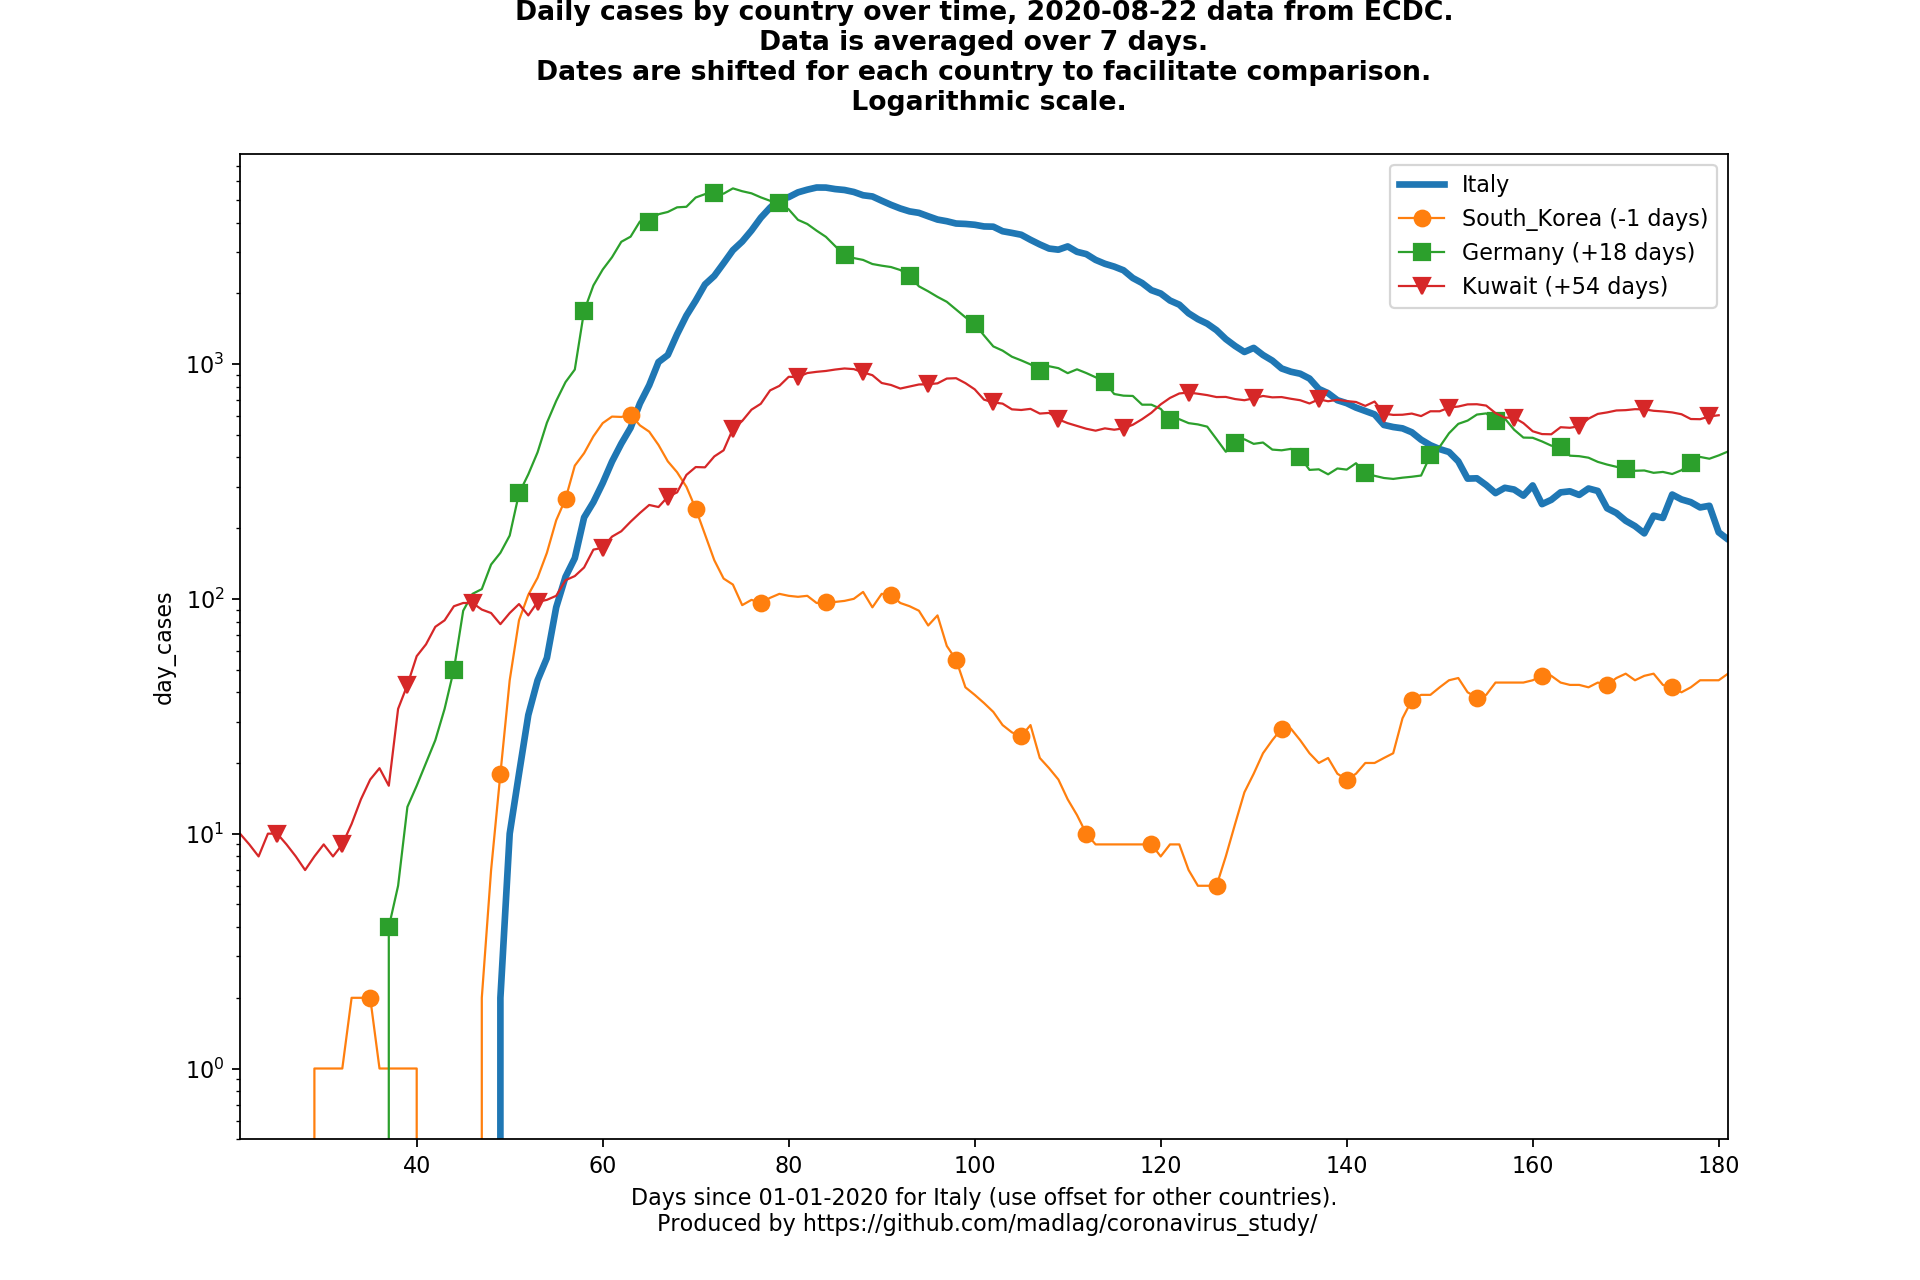 Daily cases by country over time, 2020-08-22 data from ECDC.
Data is averaged over 7 days.
Dates are shifted for each country to facilitate comparison.
Logarithmic scale.
Italy
South_Korea (-1 days)
Germany (+18 days)
Kuwait (+54 days)
day_cases
10^3
10^2
10^1
10^0
40 60 80 100 120 140 160 180
Days since 01-01-2020 for Italy (use offset for other countries).
Produced by https://github.com/madlag/coronavirus_study/